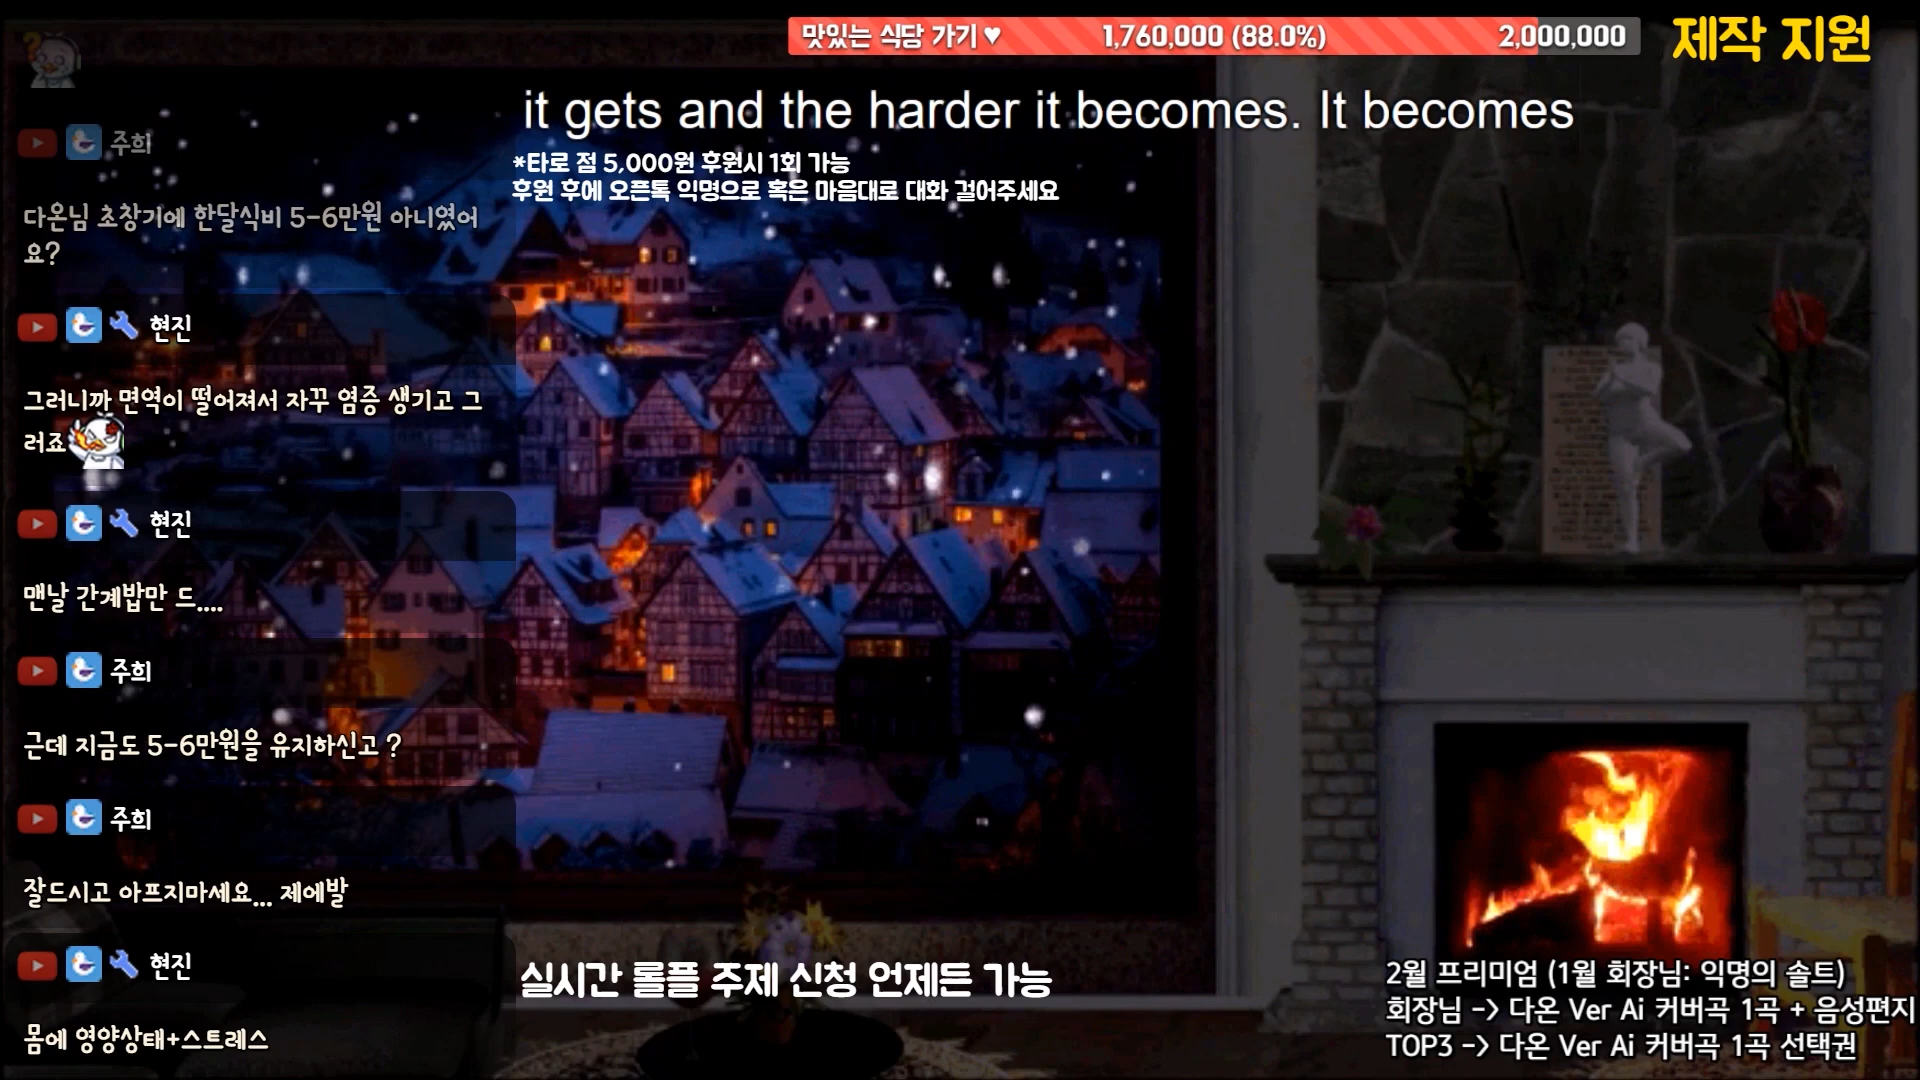 맛있는 식당 가기 ♥ 1,760,000 (88.0%) 2,000,000 제작 지원
it gets and the harder it becomes. It becomes
*타로 점 5,000원 후원시 1회 가능
후원 후에 오픈톡 익명으로 혹은 마음대로 대화 걸어주세요
주희
다온님 초창기에 한달식비 5-6만원 아니였어
요?
현진
그러니까 면역이 떨어져서 자꾸 염증 생기고 그
러죠
현진
맨날 간계밥만 드....
주희
근데 지금도 5-6만원을 유지하신고 ?
주희
잘드시고 아프지마세요... 제에발
현진
몸에 영양상태+스트레스
실시간 롤플 주제 신청 언제든 가능
2월 프리미엄 (1월 회장님: 익명의 솔트)
회장님 -> 다온 Ver Ai 커버곡 1곡 + 음성편지
TOP3 -> 다온 Ver Ai 커버곡 1곡 선택권